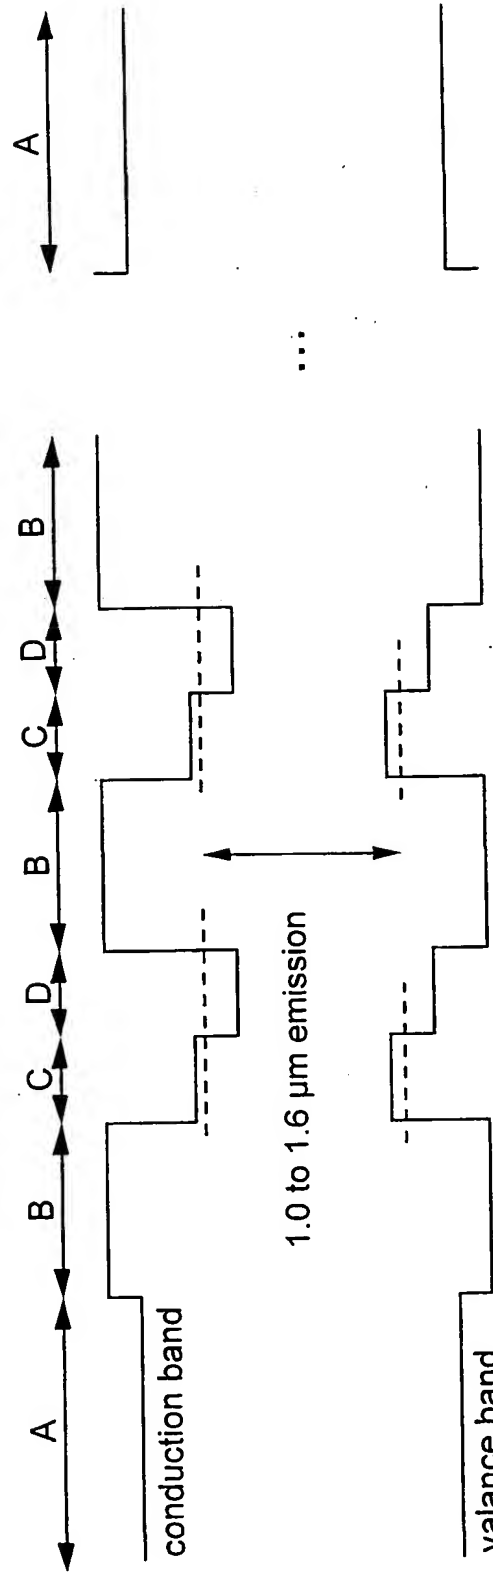 A B C D B C D B A
conduction band
1.0 to 1.6 µm emission
...
valance band